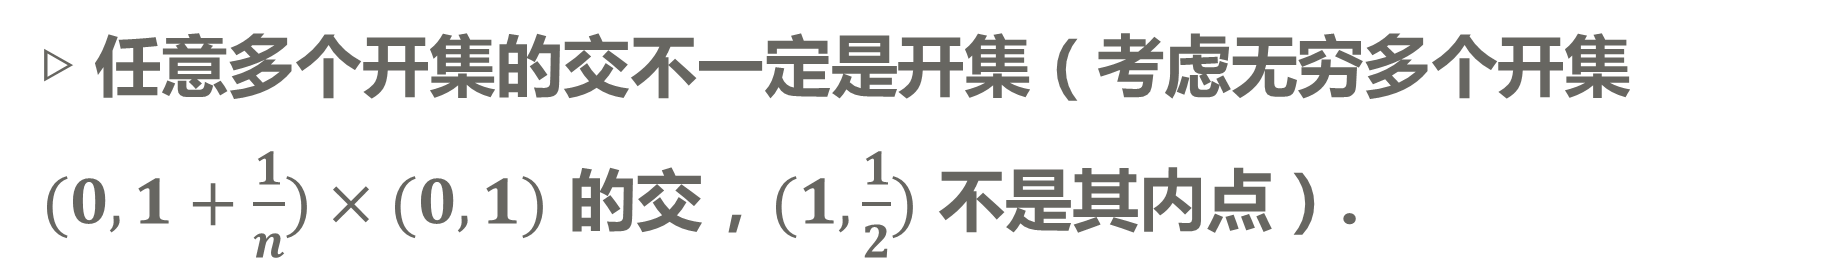 ▷ 任意多个开集的交不一定是开集（考虑无穷多个开集
(0, 1 + 1/n) × (0, 1) 的交，(1, 1/2) 不是其内点）.